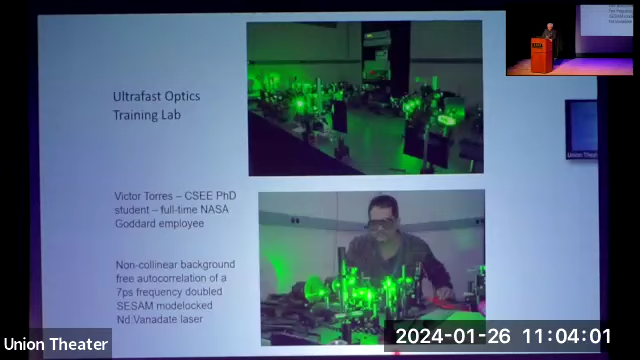 Ultrafast Optics
Training Lab
Victor Torres – CSEE PhD
student – full-time NASA
Goddard employee
Non-collinear background
free autocorrelation of a
7ps frequency doubled
SESAM modelocked
Nd:Vanadate laser
Union Theater
2024-01-26 11:04:01